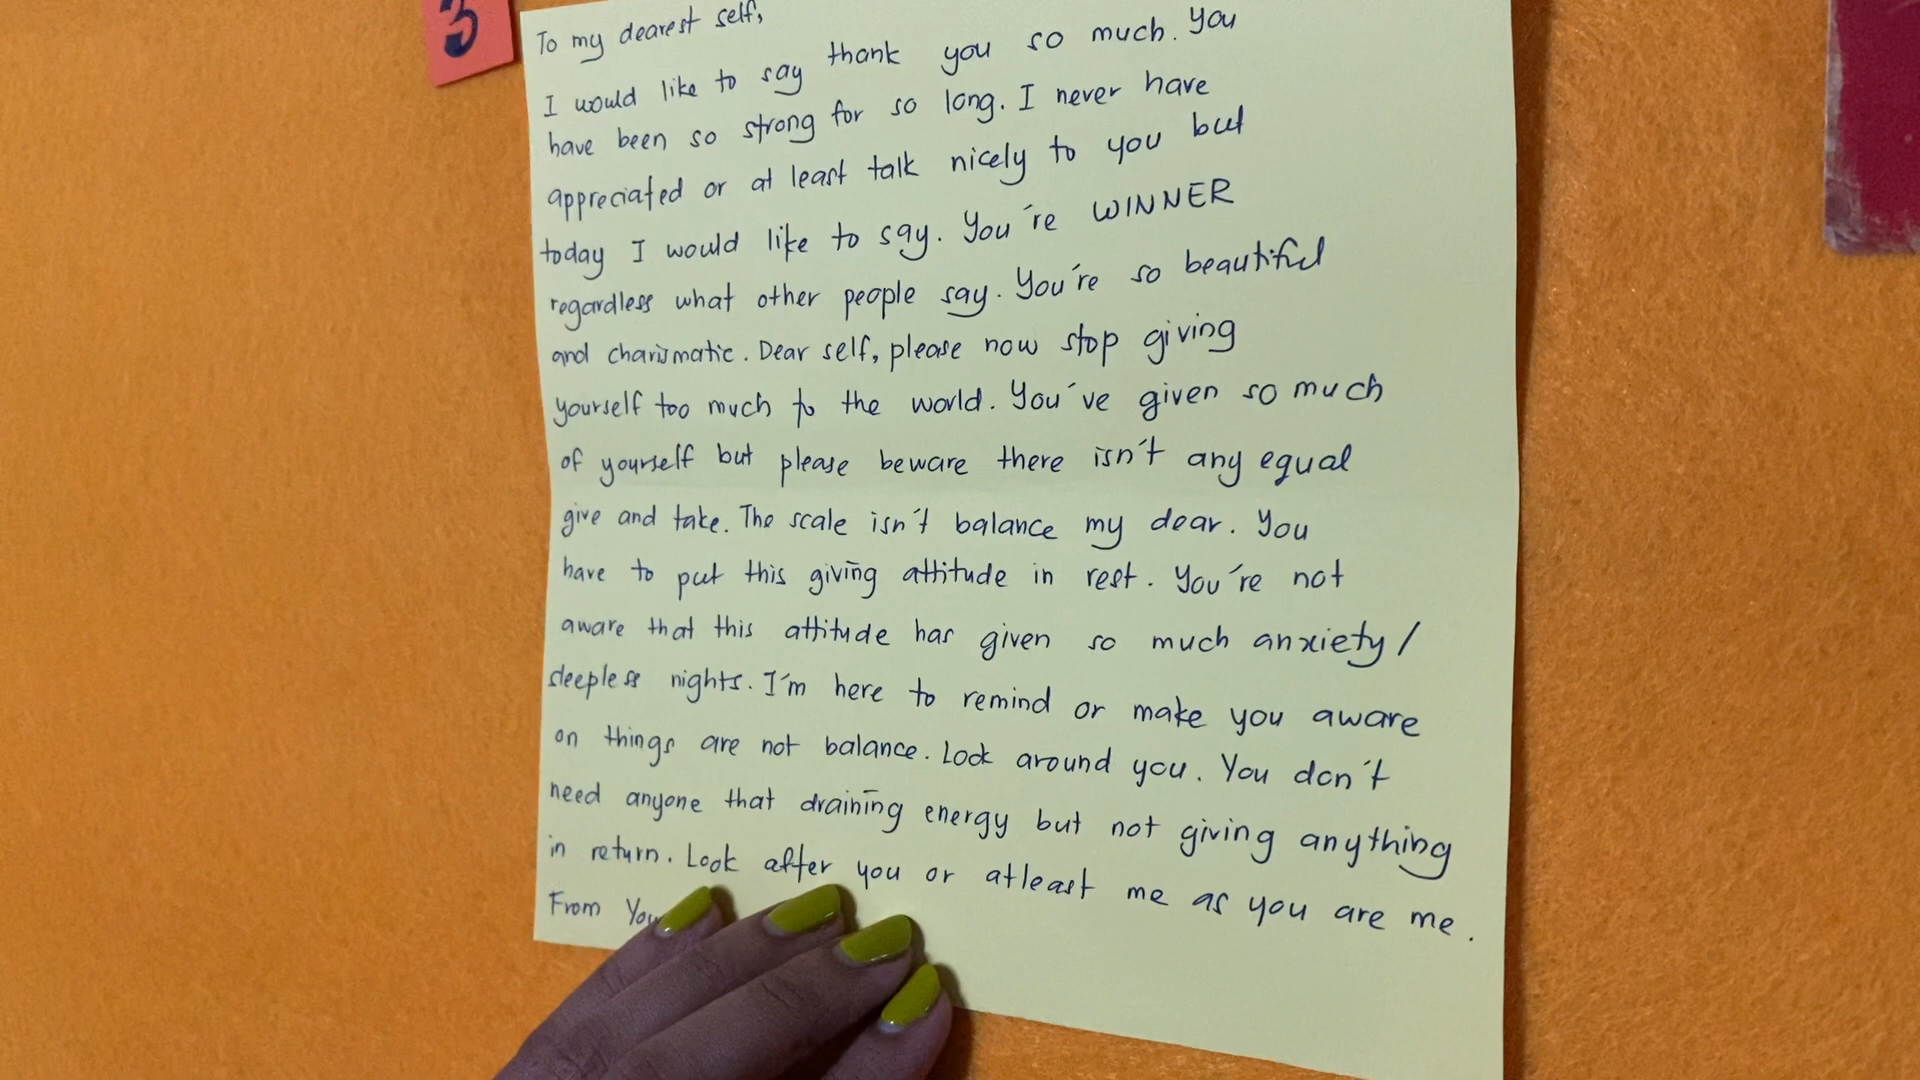 3
To my dearest self,
I would like to say thank you so much. You
have been so strong for so long. I never have
appreciated or at least talk nicely to you but
today I would like to say. You're WINNER
regardless what other people say. You're so beautiful
and charismatic. Dear self, please now stop giving
yourself too much to the world. You've given so much
of yourself but please beware there isn't any equal
give and take. The scale isn't balance my dear. You
have to put this giving attitude in rest. You're not
aware that this attitude has given so much anxiety/
sleepless nights. I'm here to remind or make you aware
on things are not balance. Look around you. You don't
need anyone that draining energy but not giving anything
in return. Look after you or atleast me as you are me.
From You